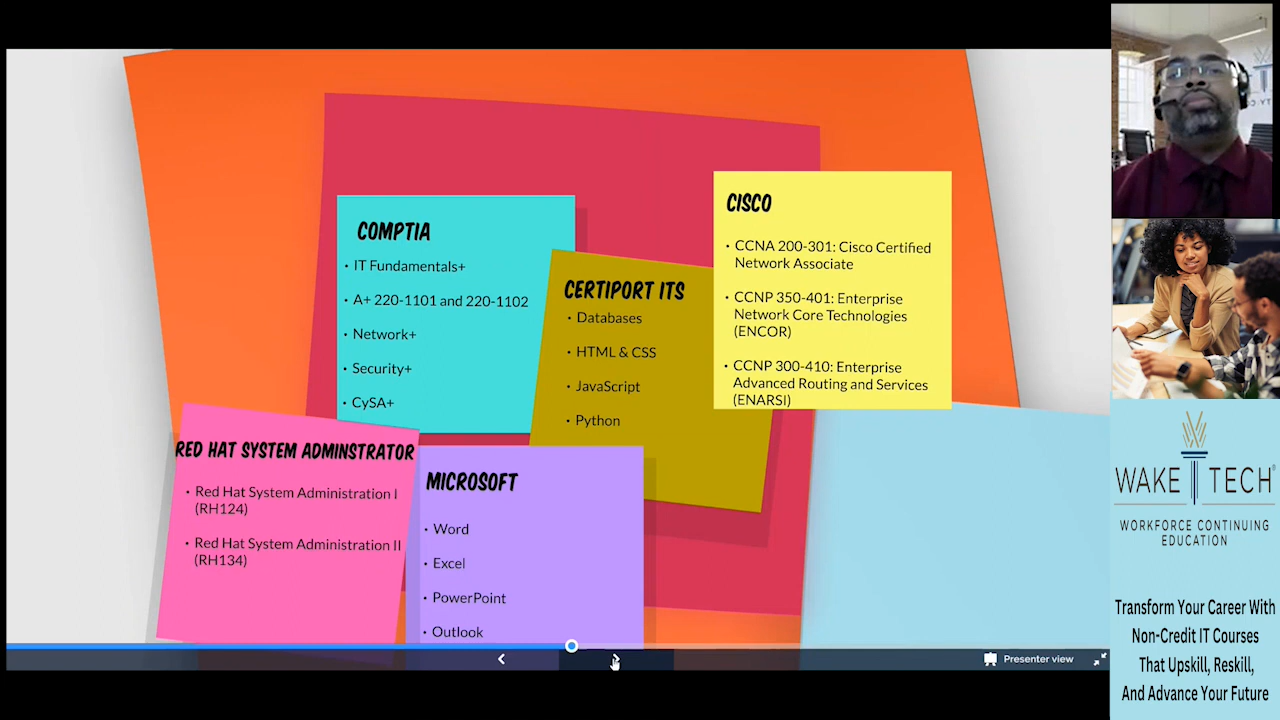 COMPTIA
• IT Fundamentals+
• A+ 220-1101 and 220-1102
• Network+
• Security+
• CySA+
CERTIPORT ITS
• Databases
• HTML & CSS
• JavaScript
• Python
CISCO
• CCNA 200-301: Cisco Certified
Network Associate
• CCNP 350-401: Enterprise
Network Core Technologies
(ENCOR)
• CCNP 300-410: Enterprise
Advanced Routing and Services
(ENARSI)
RED HAT SYSTEM ADMINSTRATOR
• Red Hat System Administration I
(RH124)
• Red Hat System Administration II
(RH134)
MICROSOFT
• Word
• Excel
• PowerPoint
• Outlook
Presenter view
WAKE TECH
WORKFORCE CONTINUING
EDUCATION
Transform Your Career With
Non-Credit IT Courses
That Upskill, Reskill,
And Advance Your Future